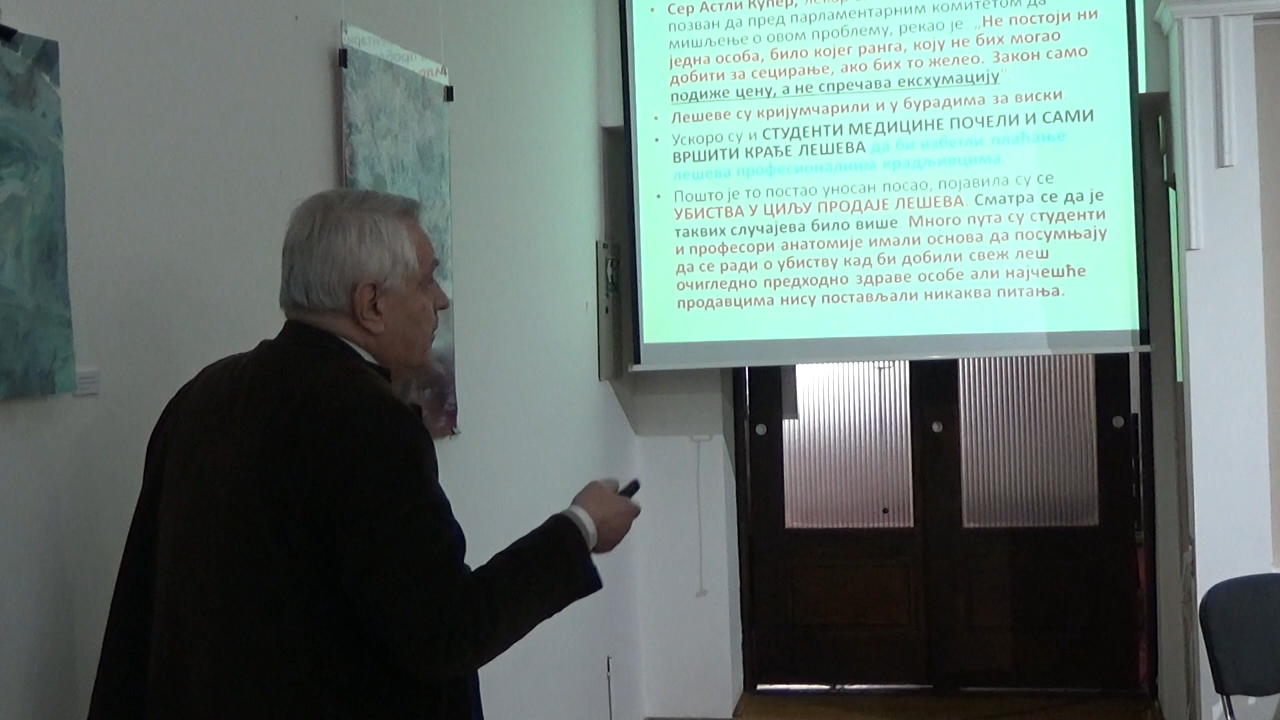 • Сер Астли Купер,
позван да пред парламентарним комитетом да
мишљење о овом проблему, рекао је: „Не постоји ни
једна особа, било којег ранга, коју не бих могао
добити за сецирање, ако бих то желео. Закон само
подиже цену, а не спречава ексхумацију"
• Лешеве су кријумчарили и у бурадима за виски.
• Ускоро су и СТУДЕНТИ МЕДИЦИНЕ ПОЧЕЛИ И САМИ
ВРШИТИ КРАЂЕ ЛЕШЕВА да би избегли плаћање
лешева професионалним крадљивцима.
• Пошто је то постао уносан посао, појавила су се
УБИСТВА У ЦИЉУ ПРОДАЈЕ ЛЕШЕВА. Сматра се да је
таквих случајева било више. Много пута су студенти
и професори анатомије имали основа да посумњају
да се ради о убиству кад би добили свеж леш
очигледно предходно здраве особе али најчешће
продавцима нису постављали никаква питања.